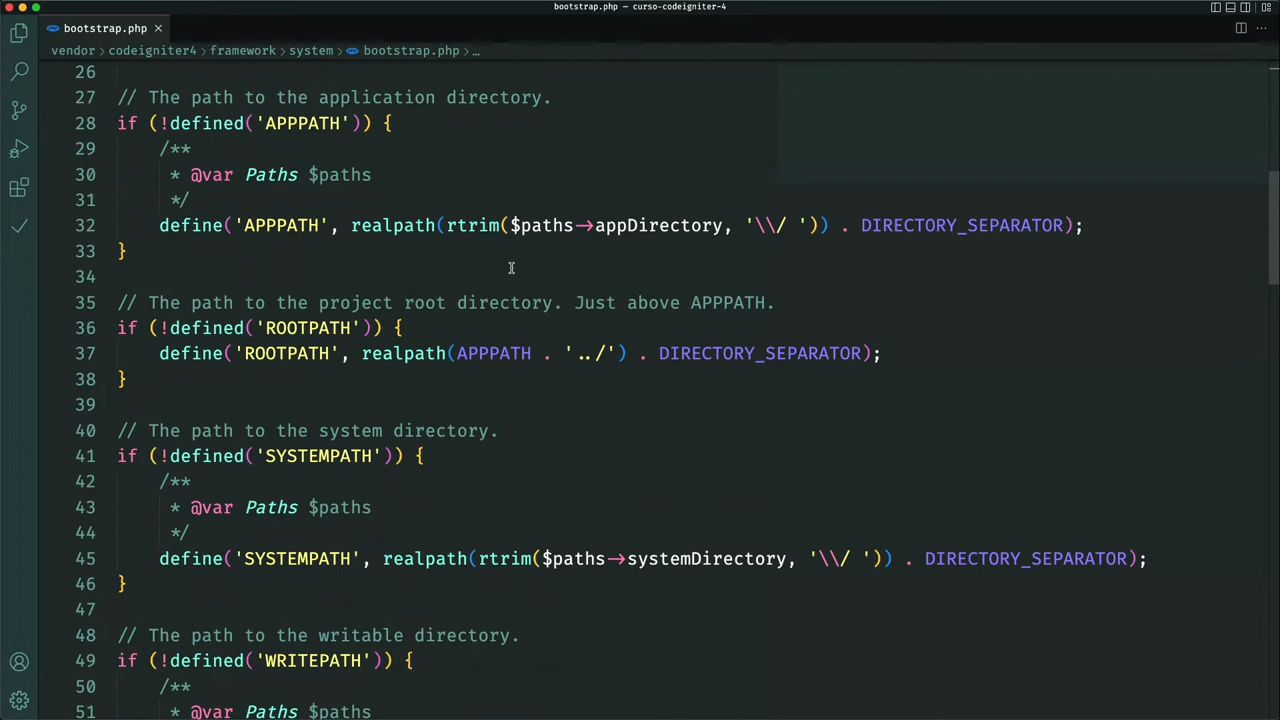 bootstrap.php — curso-codeigniter-4
bootstrap.php
vendor > codeigniter4 > framework > system > bootstrap.php > …
26
27 // The path to the application directory.
28 if (!defined('APPPATH')) {
29 /**
30 * @var Paths $paths
31 */
32 define('APPPATH', realpath(rtrim($paths->appDirectory, '\\/ ')) . DIRECTORY_SEPARATOR);
33 }
34
35 // The path to the project root directory. Just above APPPATH.
36 if (!defined('ROOTPATH')) {
37 define('ROOTPATH', realpath(APPPATH . '../') . DIRECTORY_SEPARATOR);
38 }
39
40 // The path to the system directory.
41 if (!defined('SYSTEMPATH')) {
42 /**
43 * @var Paths $paths
44 */
45 define('SYSTEMPATH', realpath(rtrim($paths->systemDirectory, '\\/ ')) . DIRECTORY_SEPARATOR);
46 }
47
48 // The path to the writable directory.
49 if (!defined('WRITEPATH')) {
50 /**
51 * @var Paths $paths